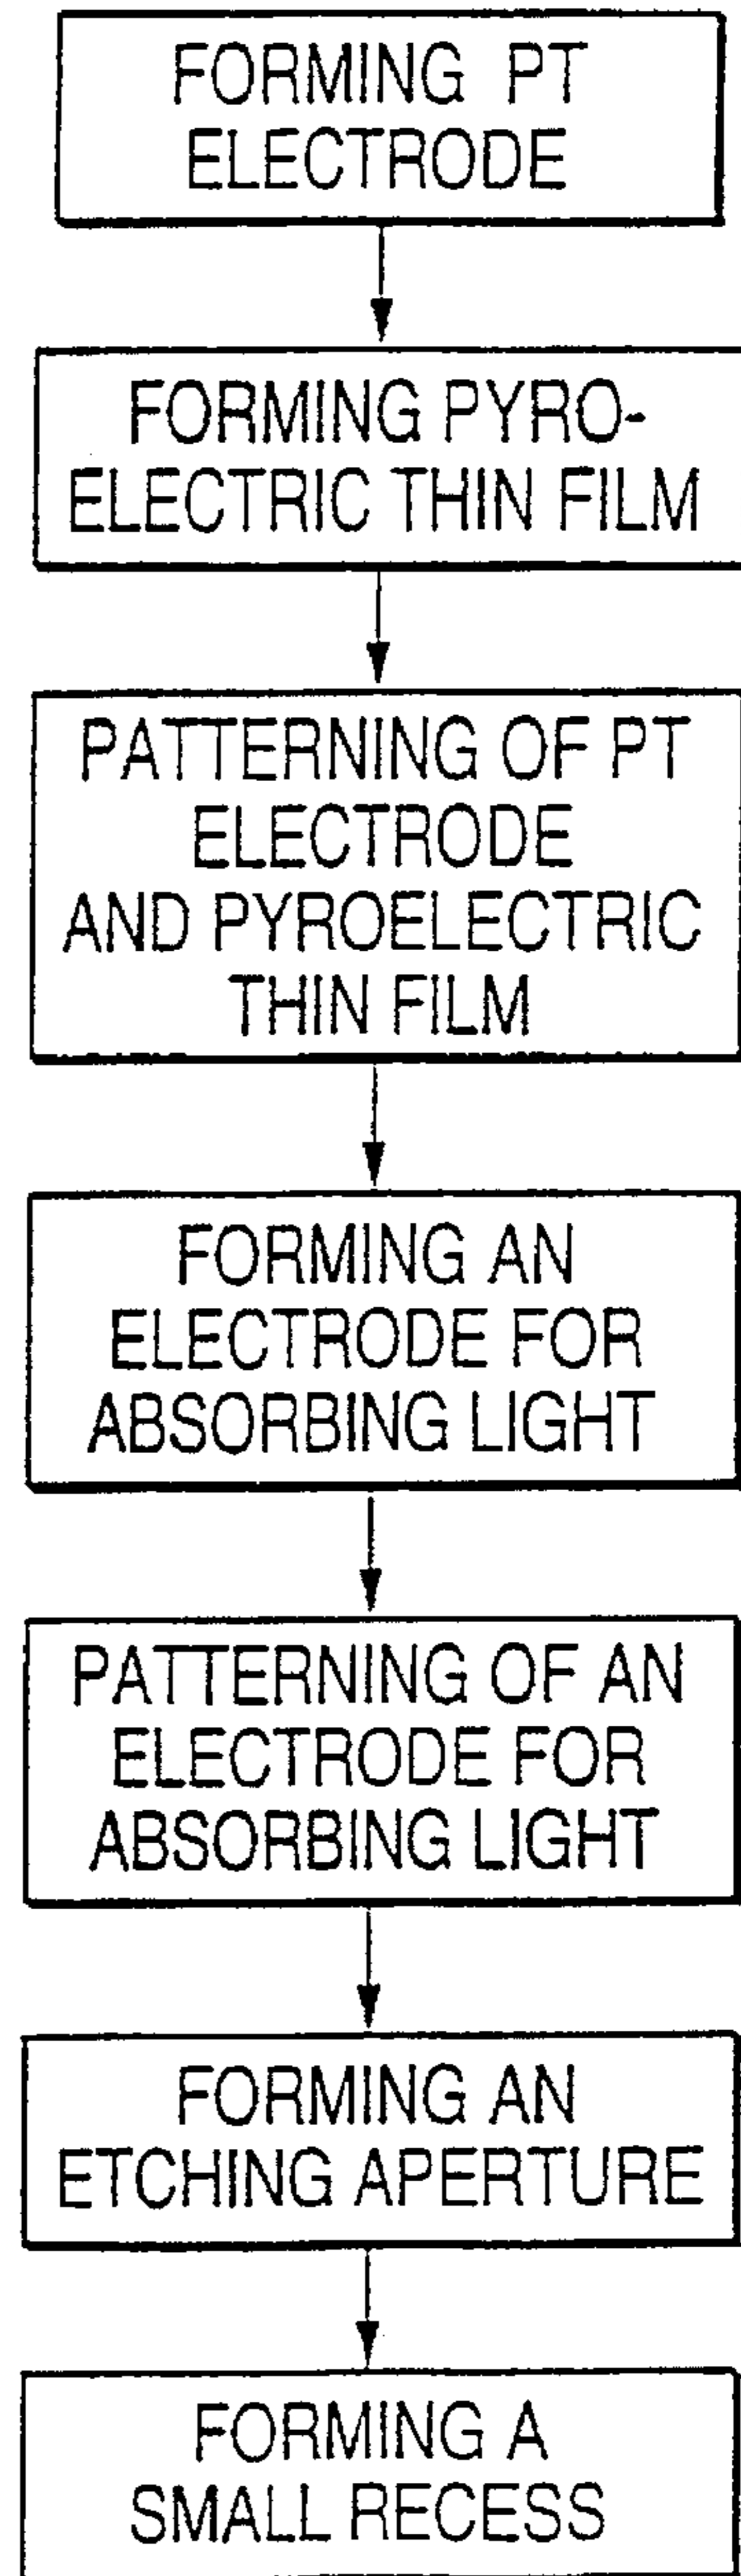 FORMING PT
ELECTRODE
FORMING PYRO-
ELECTRIC THIN FILM
PATTERNING OF PT
ELECTRODE
AND PYROELECTRIC
THIN FILM
FORMING AN
ELECTRODE FOR
ABSORBING LIGHT
PATTERNING OF AN
ELECTRODE FOR
ABSORBING LIGHT
FORMING AN
ETCHING APERTURE
FORMING A
SMALL RECESS